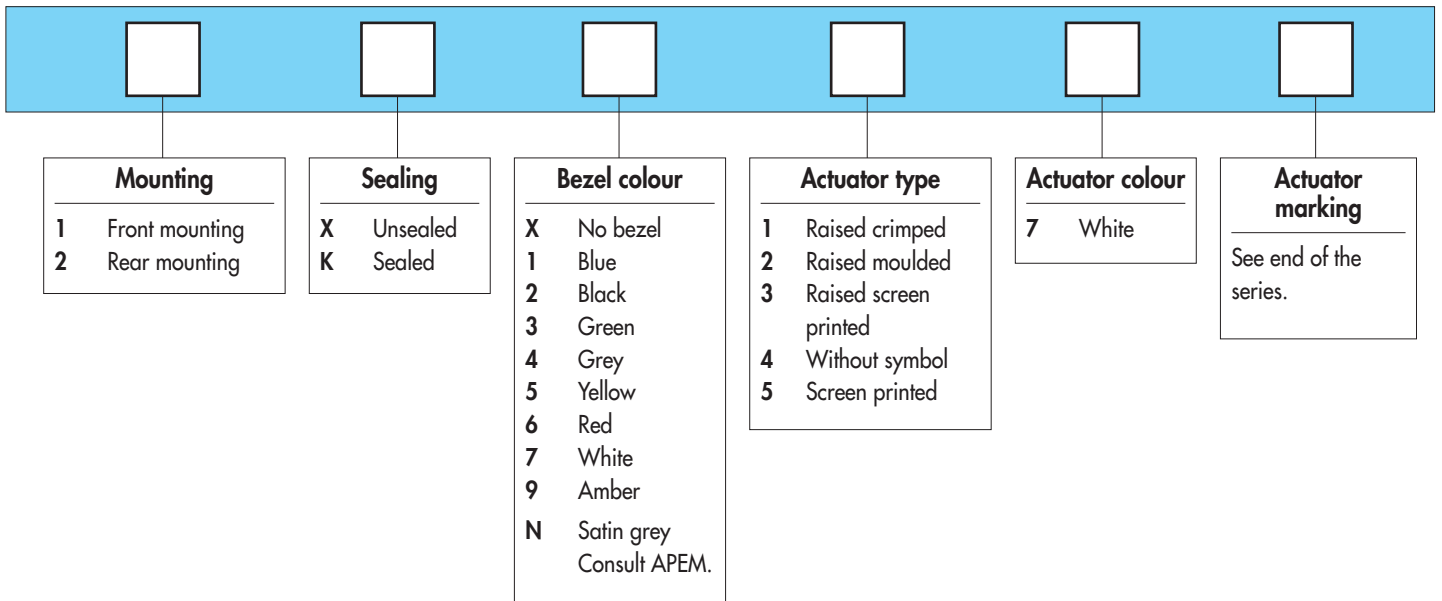 Mounting
1 Front mounting
2 Rear mounting
Sealing
X Unsealed
K Sealed
Bezel colour
X No bezel
1 Blue
2 Black
3 Green
4 Grey
5 Yellow
6 Red
7 White
9 Amber
N Satin grey
Consult APEM.
Actuator type
1 Raised crimped
2 Raised moulded
3 Raised screen
printed
4 Without symbol
5 Screen printed
Actuator colour
7 White
Actuator
marking
See end of the
series.